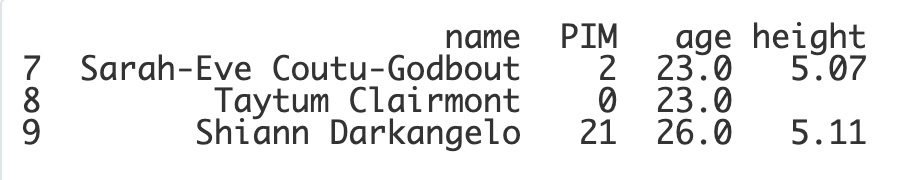 name PIM age height
7 Sarah-Eve Coutu-Godbout 2 23.0 5.07
8 Taytum Clairmont 0 23.0
9 Shiann Darkangelo 21 26.0 5.11